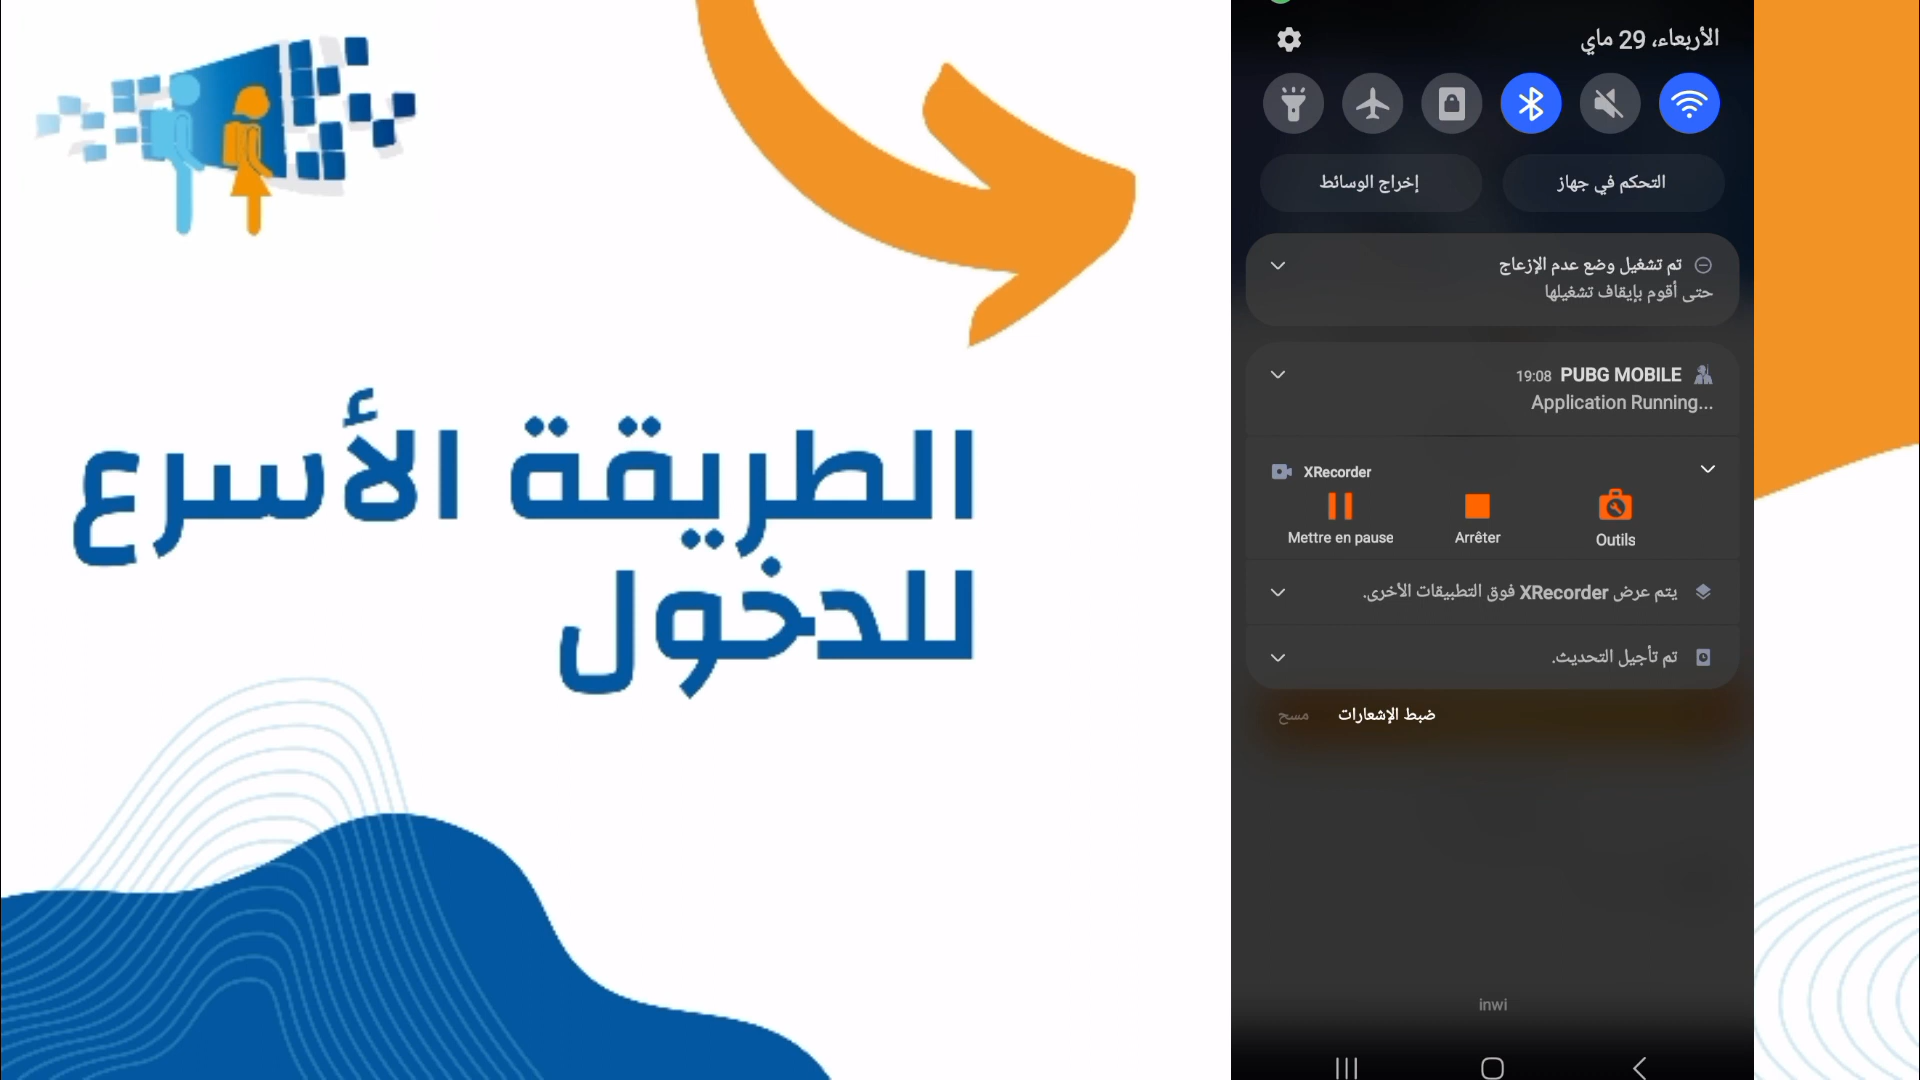 الطريقة الأسرع
للدخول
الأربعاء، 29 ماي
التحكم في جهاز
إخراج الوسائط
تم تشغيل وضع عدم الإزعاج
حتى أقوم بإيقاف تشغيلها
PUBG MOBILE 19:08
Application Running...
XRecorder
Mettre en pause
Arrêter
Outils
يتم عرض XRecorder فوق التطبيقات الأخرى.
تم تأجيل التحديث.
ضبط الإشعارات
مسح
inwi